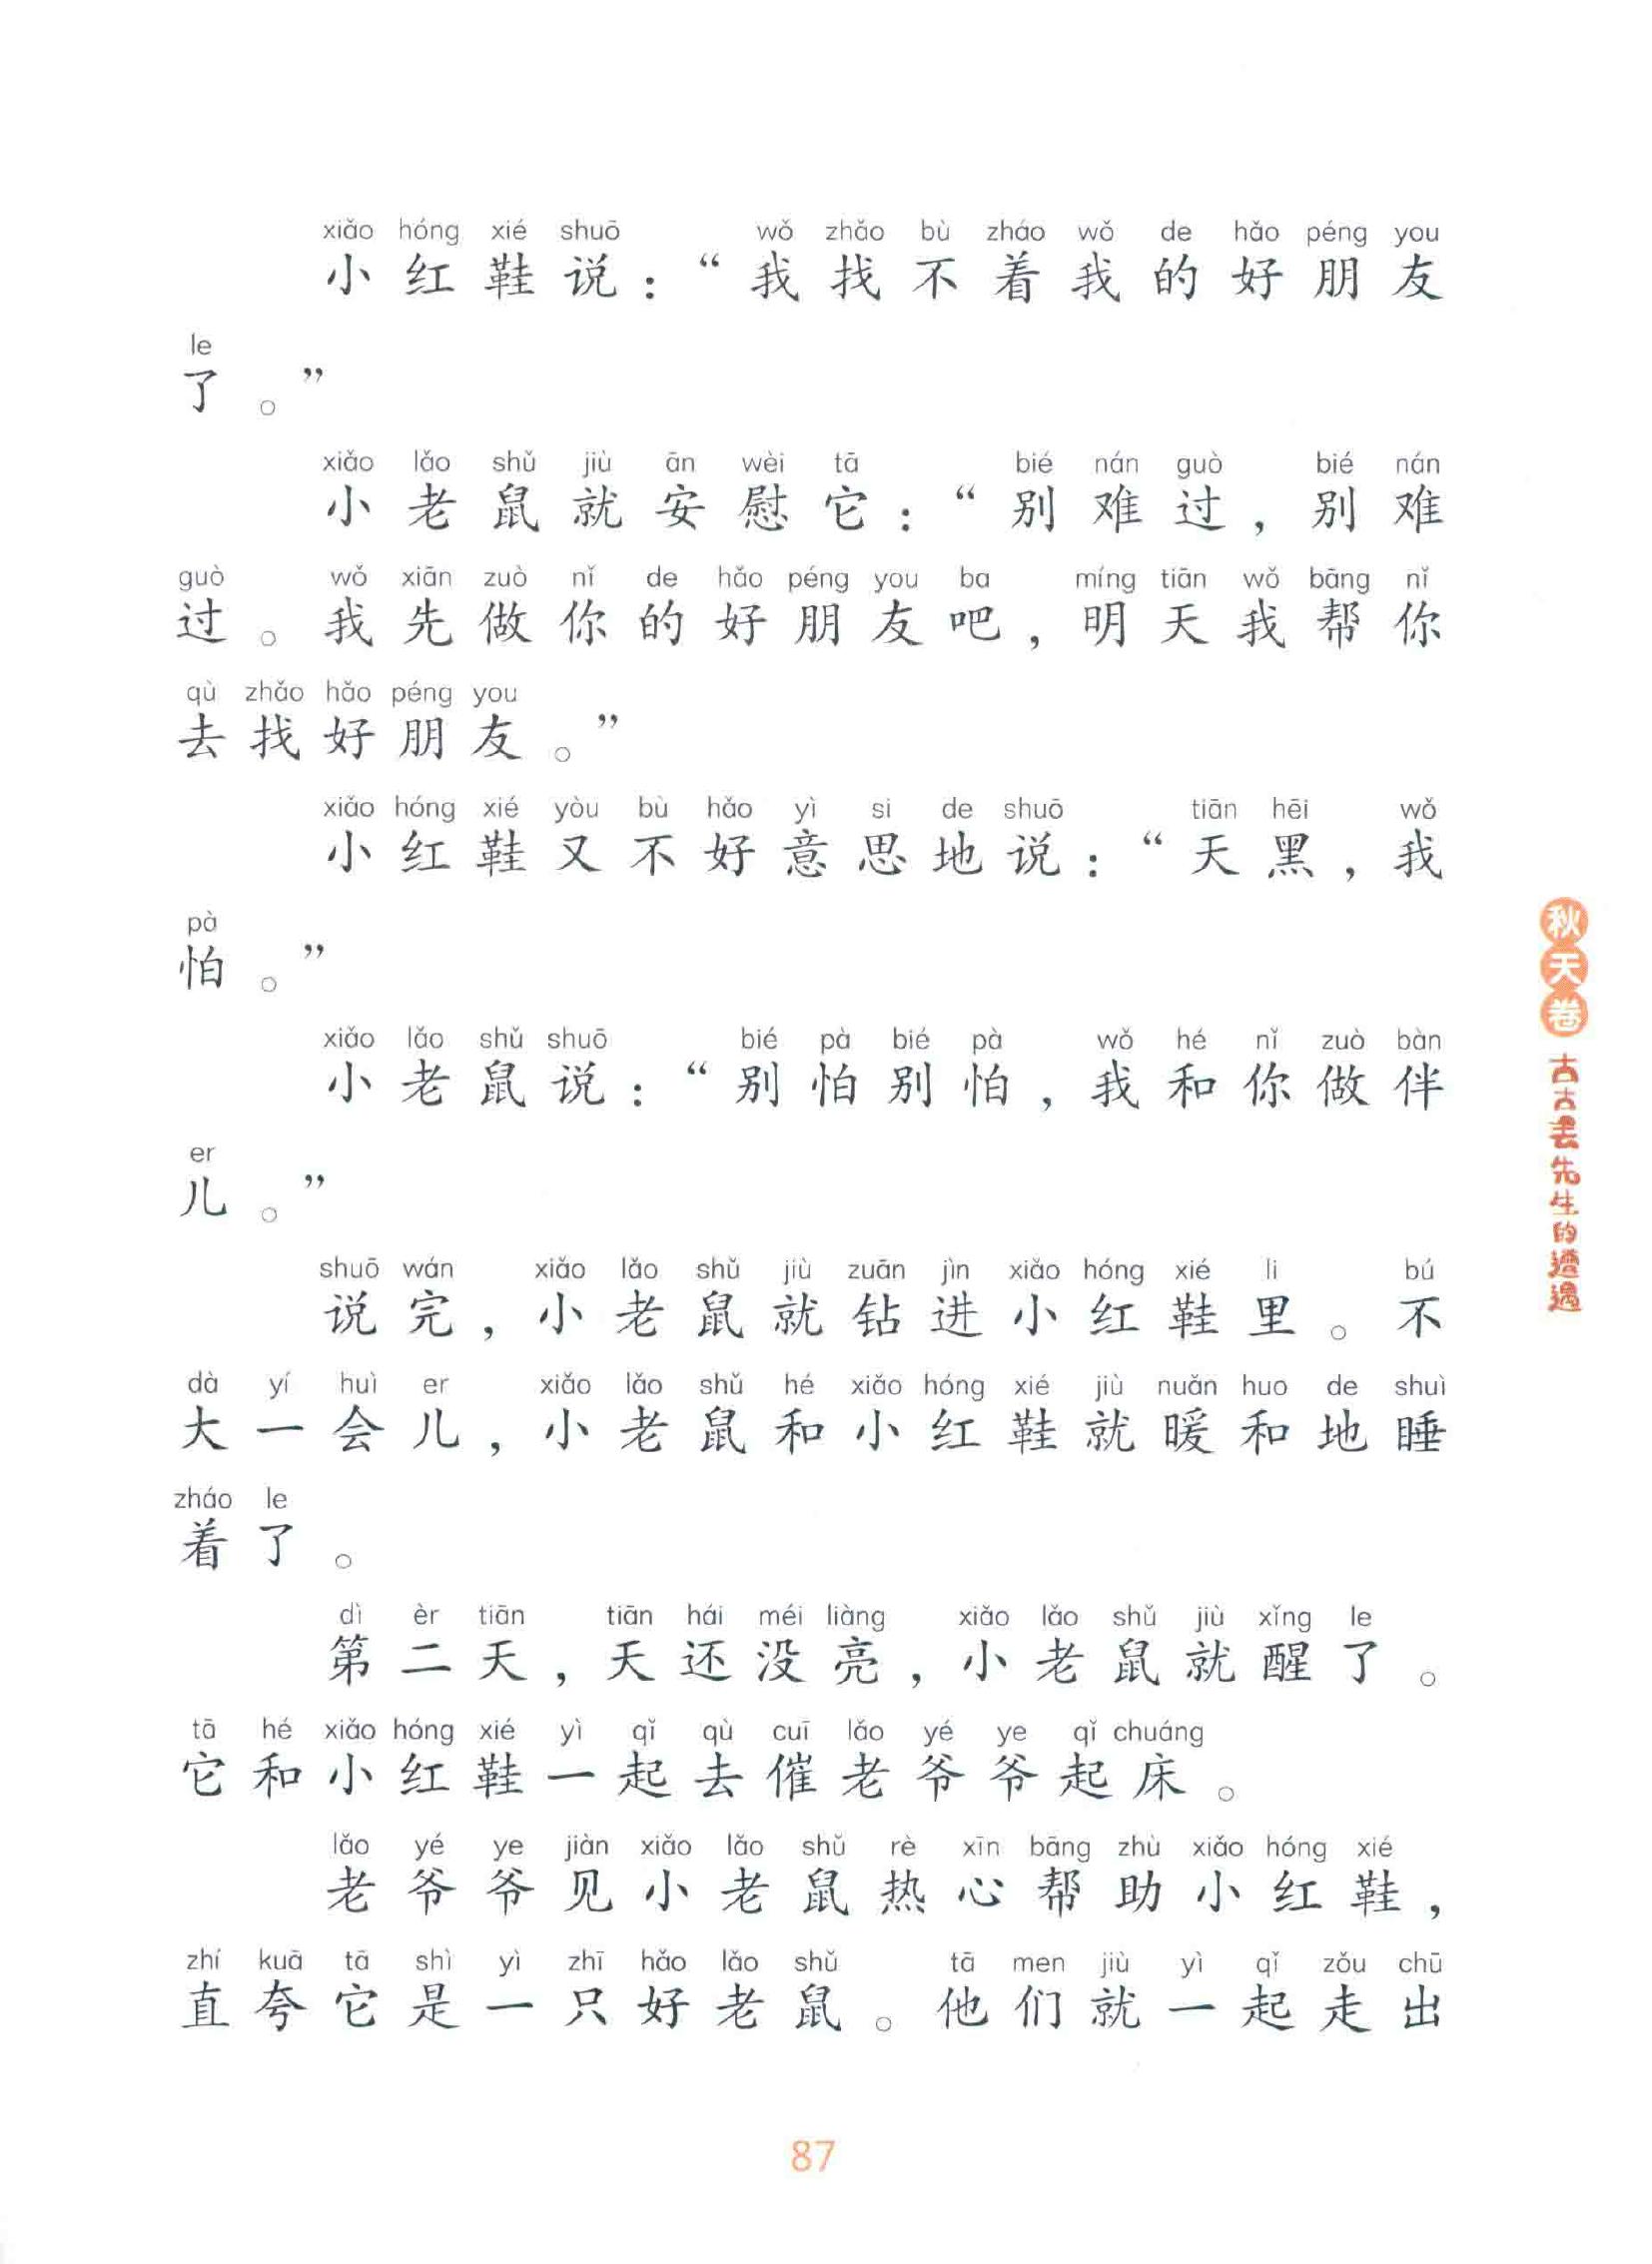 xiǎo hóng xié shuō wǒ zhǎo bù zháo wǒ de hǎo péng you
小红鞋说：“我找不着我的好朋友
le
了。”
xiǎo lǎo shǔ jiù ān wèi tā bié nán guò bié nán
小老鼠就安慰它：“别难过，别难
guò wǒ xiān zuò nǐ de hǎo péng you ba míng tiān wǒ bāng nǐ
过。我先做你的好朋友吧，明天我帮你
qù zhǎo hǎo péng you
去找好朋友。”
xiǎo hóng xié yòu bù hǎo yì si de shuō tiān hēi wǒ
小红鞋又不好意思地说：“天黑，我
pà
怕。”
xiǎo lǎo shǔ shuō bié pà bié pà wǒ hé nǐ zuò bàn
小老鼠说：“别怕别怕，我和你做伴
er
儿。”
shuō wán xiǎo lǎo shǔ jiù zuān jìn xiǎo hóng xié li bú
说完，小老鼠就钻进小红鞋里。不
dà yí huì er xiǎo lǎo shǔ hé xiǎo hóng xié jiù nuǎn huo de shuì
大一会儿，小老鼠和小红鞋就暖和地睡
zháo le
着了。
dì èr tiān tiān hái méi liàng xiǎo lǎo shǔ jiù xǐng le
第二天，天还没亮，小老鼠就醒了。
tā hé xiǎo hóng xié yì qǐ qù cuī lǎo yé ye qǐ chuáng
它和小红鞋一起去催老爷爷起床。
lǎo yé ye jiàn xiǎo lǎo shǔ rè xīn bāng zhù xiǎo hóng xié
老爷爷见小老鼠热心帮助小红鞋，
zhí kuā tā shì yì zhī hǎo lǎo shǔ tā men jiù yì qǐ zǒu chū
直夸它是一只好老鼠。他们就一起走出
秋天卷
古古丢先生的遭遇
87